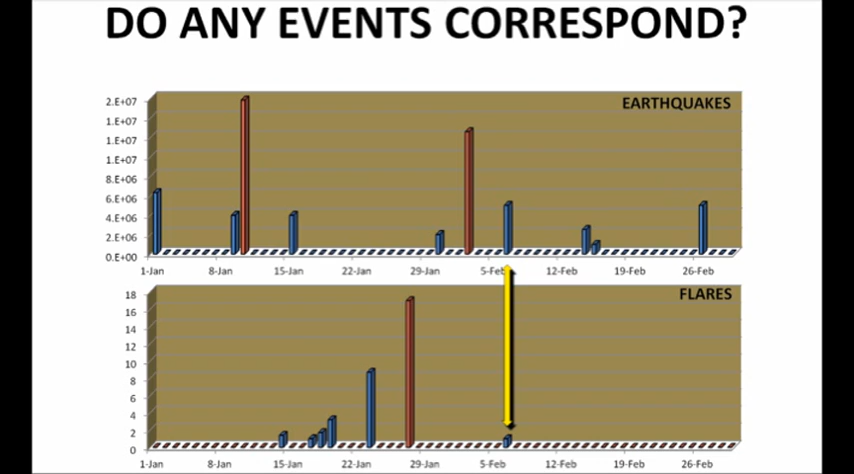 DO ANY EVENTS CORRESPOND?
EARTHQUAKES
2.E+07
1.E+07
1.E+07
1.E+07
8.E+06
6.E+06
4.E+06
2.E+06
0.E+00
1-Jan 8-Jan 15-Jan 22-Jan 29-Jan 5-Feb 12-Feb 19-Feb 26-Feb
FLARES
18
16
14
12
10
8
6
4
2
0
1-Jan 8-Jan 15-Jan 22-Jan 29-Jan 5-Feb 12-Feb 19-Feb 26-Feb